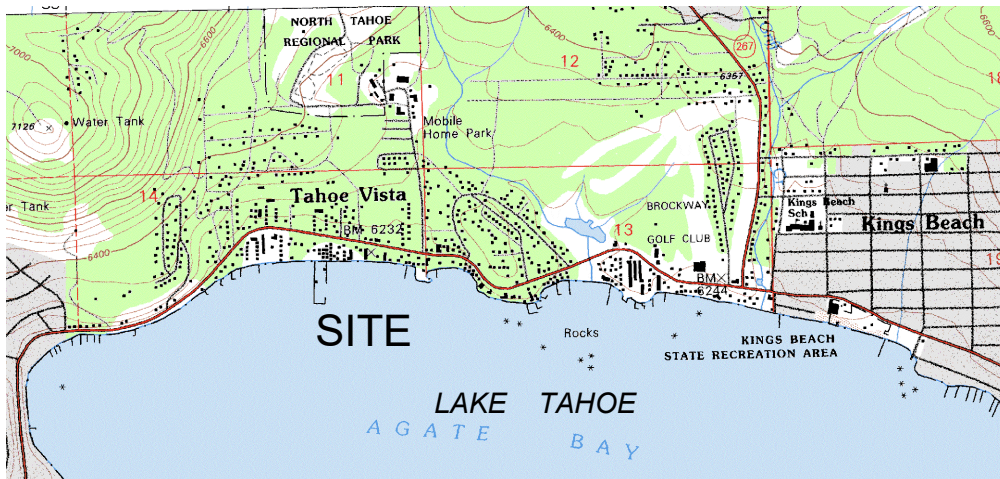 NORTH TAHOE
REGIONAL PARK
6600
6400
267
7000
11
12
6357
18
7126
Water Tank
Mobile
Home Park
14
Tahoe Vista
BROCKWAY
Kings Beach
Sch
Kings Beach
Tank
BM 6232
13
GOLF CLUB
6400
BM
6244
19
SITE
Rocks
KINGS BEACH
STATE RECREATION AREA
LAKE TAHOE
AGATE BAY